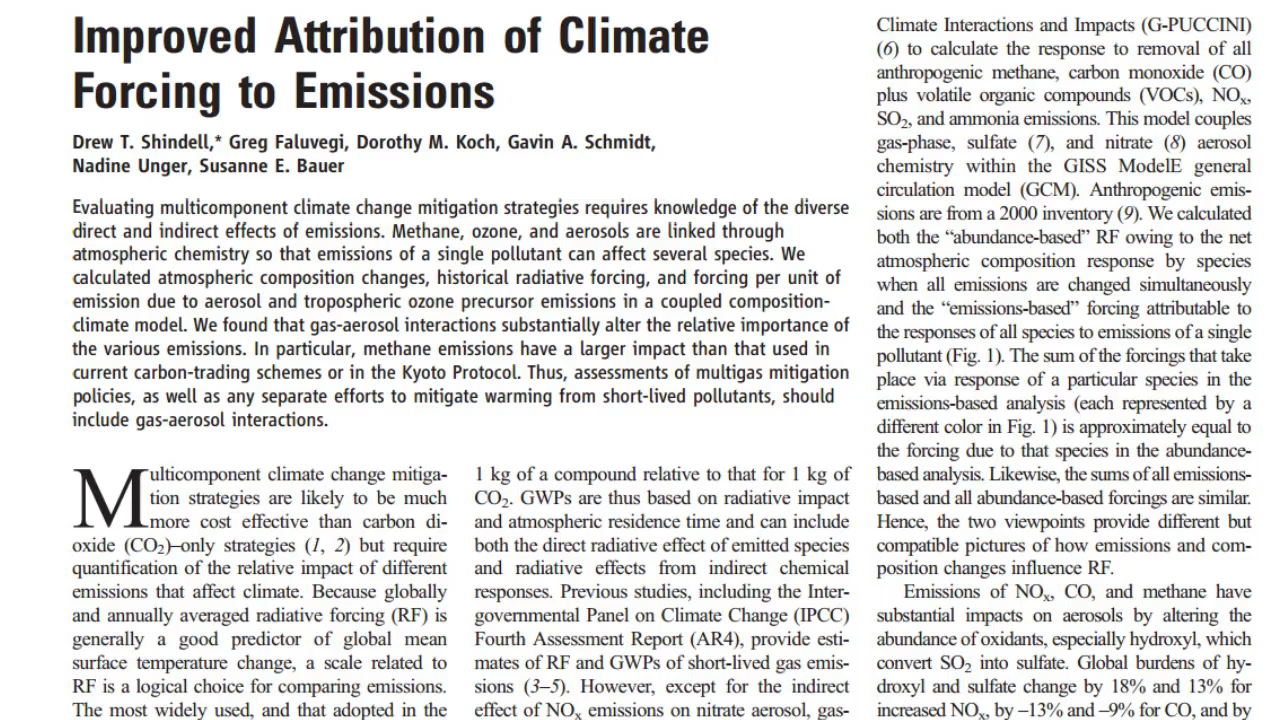 Improved Attribution of Climate
Forcing to Emissions
Drew T. Shindell,* Greg Faluvegi, Dorothy M. Koch, Gavin A. Schmidt,
Nadine Unger, Susanne E. Bauer
Evaluating multicomponent climate change mitigation strategies requires knowledge of the diverse
direct and indirect effects of emissions. Methane, ozone, and aerosols are linked through
atmospheric chemistry so that emissions of a single pollutant can affect several species. We
calculated atmospheric composition changes, historical radiative forcing, and forcing per unit of
emission due to aerosol and tropospheric ozone precursor emissions in a coupled composition-
climate model. We found that gas-aerosol interactions substantially alter the relative importance of
the various emissions. In particular, methane emissions have a larger impact than that used in
current carbon-trading schemes or in the Kyoto Protocol. Thus, assessments of multigas mitigation
policies, as well as any separate efforts to mitigate warming from short-lived pollutants, should
include gas-aerosol interactions.
Multicomponent climate change mitiga-
tion strategies are likely to be much
more cost effective than carbon di-
oxide (CO₂)–only strategies (1, 2) but require
quantification of the relative impact of different
emissions that affect climate. Because globally
and annually averaged radiative forcing (RF) is
generally a good predictor of global mean
surface temperature change, a scale related to
RF is a logical choice for comparing emissions.
The most widely used, and that adopted in the
1 kg of a compound relative to that for 1 kg of
CO₂. GWPs are thus based on radiative impact
and atmospheric residence time and can include
both the direct radiative effect of emitted species
and radiative effects from indirect chemical
responses. Previous studies, including the Inter-
governmental Panel on Climate Change (IPCC)
Fourth Assessment Report (AR4), provide esti-
mates of RF and GWPs of short-lived gas emis-
sions (3–5). However, except for the indirect
effect of NOₓ emissions on nitrate aerosol, gas-
Climate Interactions and Impacts (G-PUCCINI)
(6) to calculate the response to removal of all
anthropogenic methane, carbon monoxide (CO)
plus volatile organic compounds (VOCs), NOₓ,
SO₂, and ammonia emissions. This model couples
gas-phase, sulfate (7), and nitrate (8) aerosol
chemistry within the GISS ModelE general
circulation model (GCM). Anthropogenic emis-
sions are from a 2000 inventory (9). We calculated
both the “abundance-based” RF owing to the net
atmospheric composition response by species
when all emissions are changed simultaneously
and the “emissions-based” forcing attributable to
the responses of all species to emissions of a single
pollutant (Fig. 1). The sum of the forcings that take
place via response of a particular species in the
emissions-based analysis (each represented by a
different color in Fig. 1) is approximately equal to
the forcing due to that species in the abundance-
based analysis. Likewise, the sums of all emissions-
based and all abundance-based forcings are similar.
Hence, the two viewpoints provide different but
compatible pictures of how emissions and com-
position changes influence RF.
Emissions of NOₓ, CO, and methane have
substantial impacts on aerosols by altering the
abundance of oxidants, especially hydroxyl, which
convert SO₂ into sulfate. Global burdens of hy-
droxyl and sulfate change by 18% and 13% for
increased NOₓ, by –13% and –9% for CO, and by